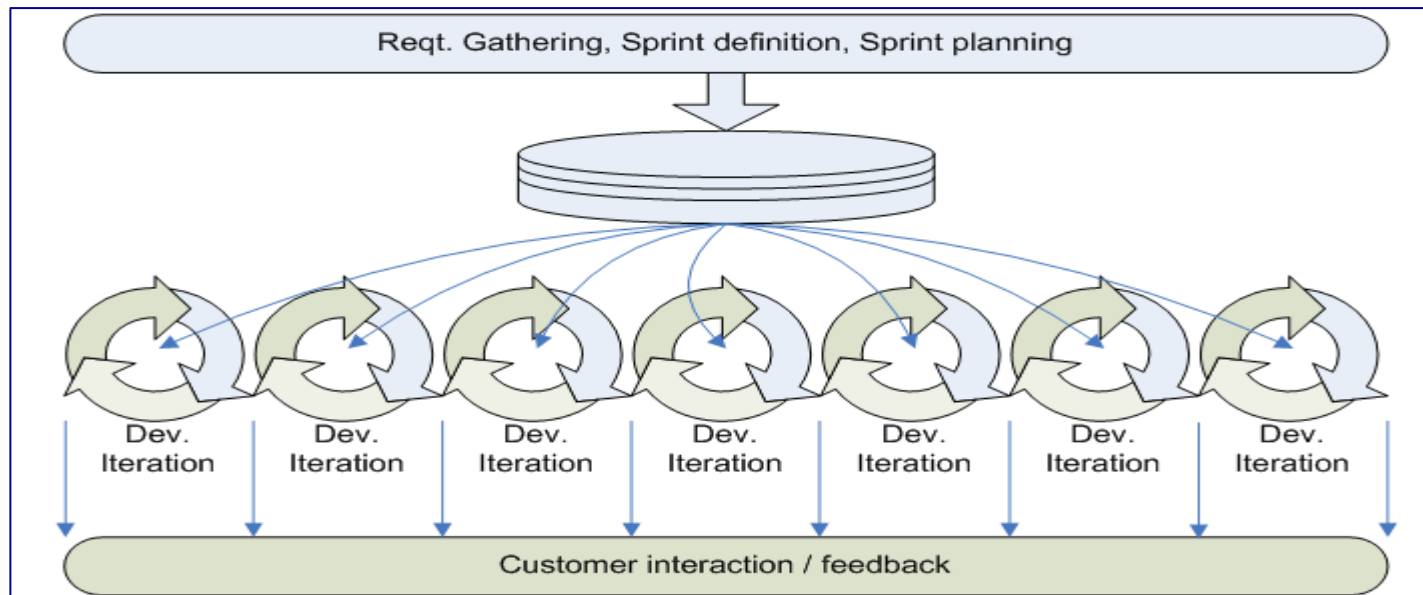 Reqt. Gathering, Sprint definition, Sprint planning
Dev.
Iteration
Dev.
Iteration
Dev.
Iteration
Dev.
Iteration
Dev.
Iteration
Dev.
Iteration
Dev.
Iteration
Customer interaction / feedback